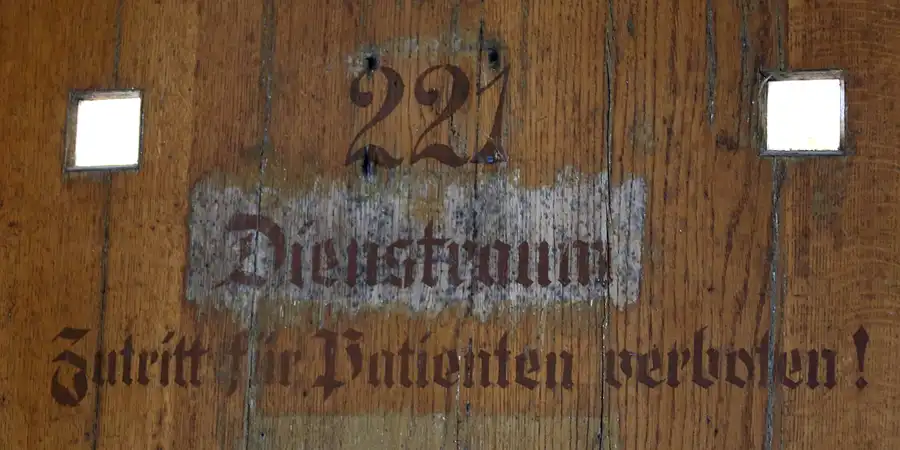 221
Dienstraum
Zutritt für Patienten verboten!